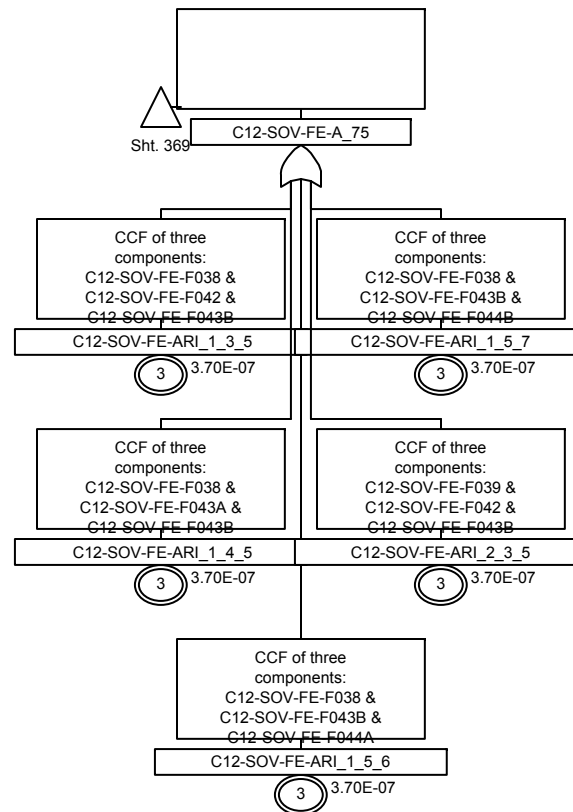 C12-SOV-FE-A_75
Sht. 369
CCF of three
components:
C12-SOV-FE-F038 &
C12-SOV-FE-F042 &
C12-SOV-FE-F043B
C12-SOV-FE-ARI_1_3_5
3
3.70E-07
CCF of three
components:
C12-SOV-FE-F038 &
C12-SOV-FE-F043B &
C12-SOV-FE-F044B
C12-SOV-FE-ARI_1_5_7
3
3.70E-07
CCF of three
components:
C12-SOV-FE-F038 &
C12-SOV-FE-F043A &
C12-SOV-FE-F043B
C12-SOV-FE-ARI_1_4_5
3
3.70E-07
CCF of three
components:
C12-SOV-FE-F039 &
C12-SOV-FE-F042 &
C12-SOV-FE-F043B
C12-SOV-FE-ARI_2_3_5
3
3.70E-07
CCF of three
components:
C12-SOV-FE-F038 &
C12-SOV-FE-F043B &
C12-SOV-FE-F044A
C12-SOV-FE-ARI_1_5_6
3
3.70E-07